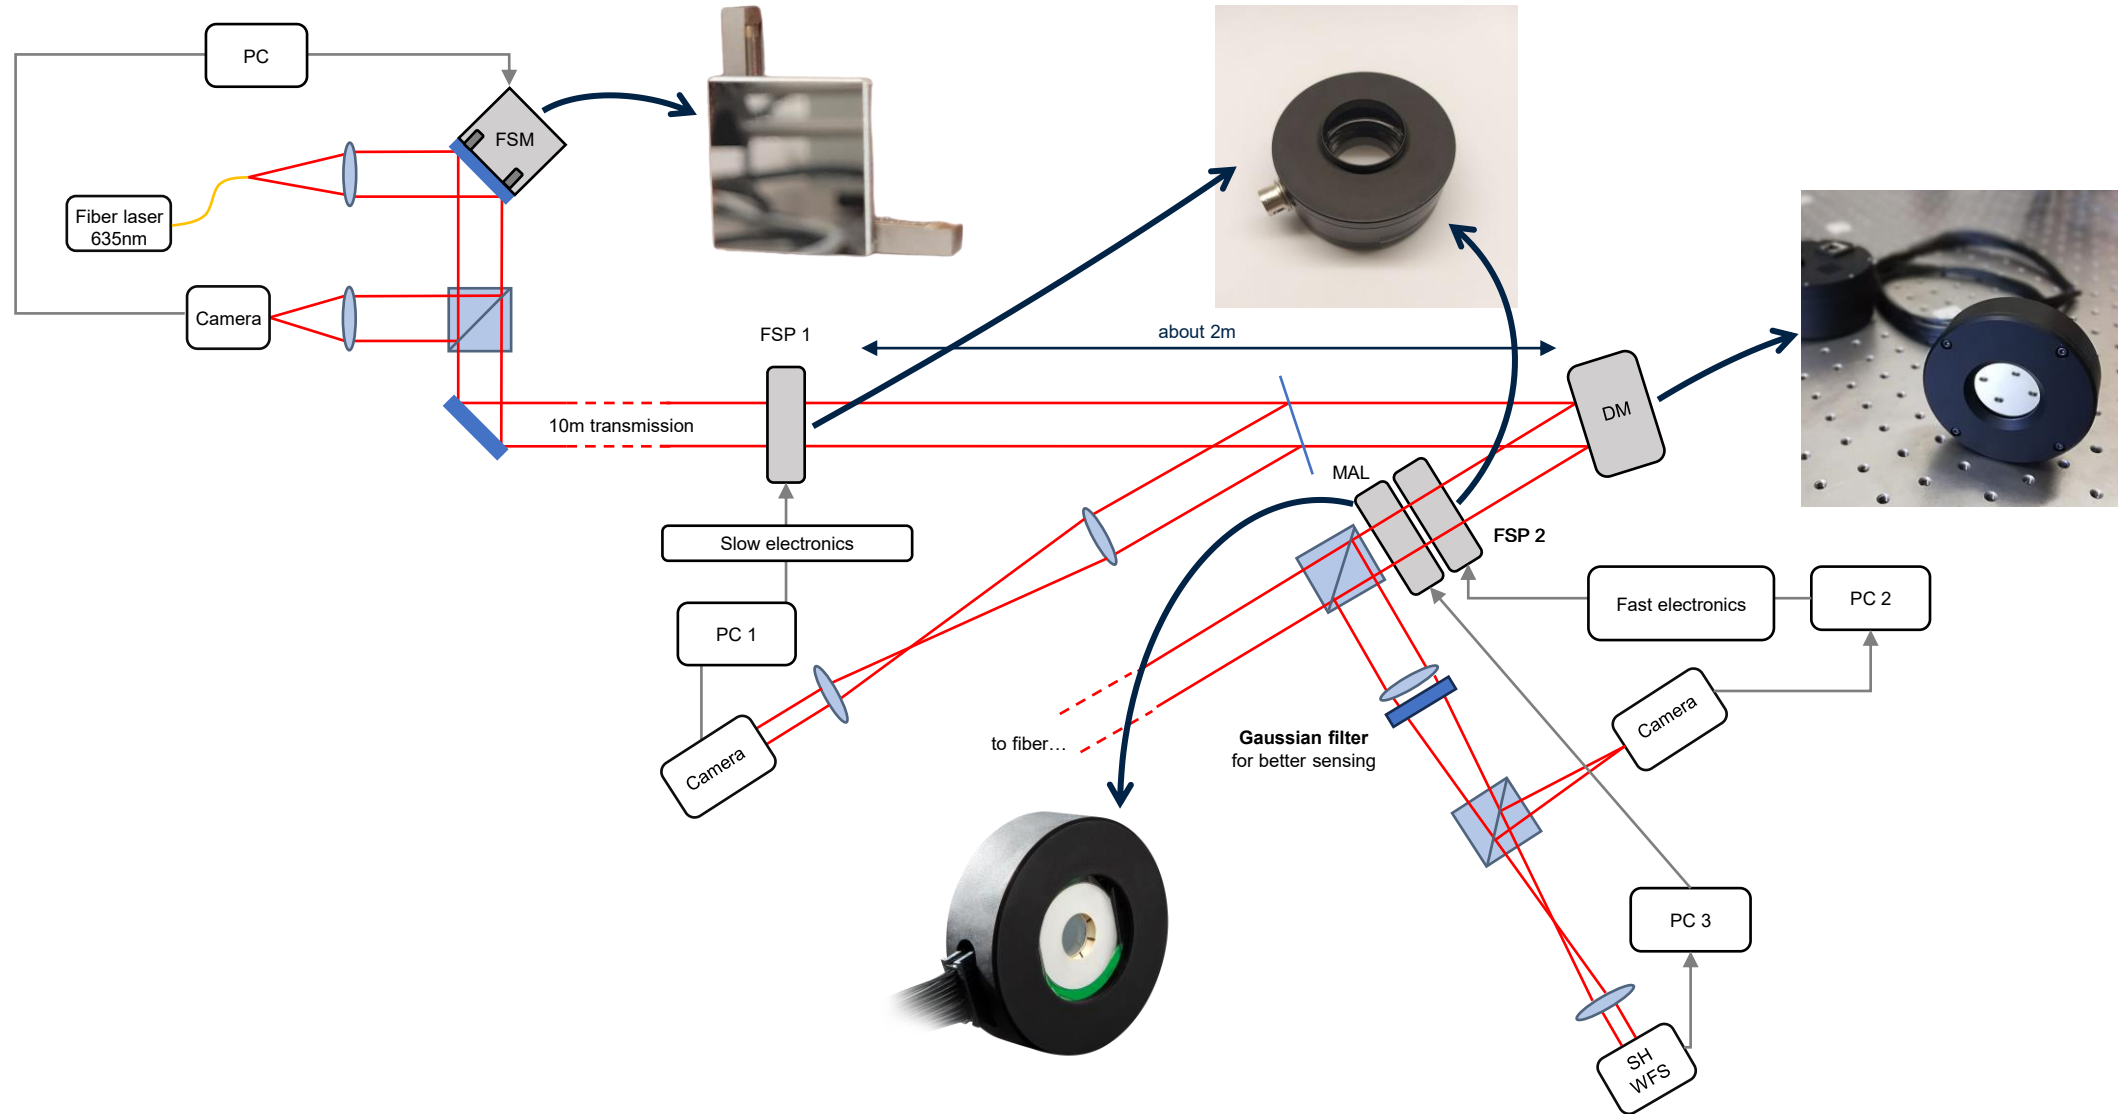 PC
FSM
Fiber laser
635nm
Camera
FSP 1
about 2m
10m transmission
DM
MAL
FSP 2
Slow electronics
PC 1
Fast electronics
PC 2
Camera
Camera
to fiber…
Gaussian filter
for better sensing
PC 3
SH
WFS